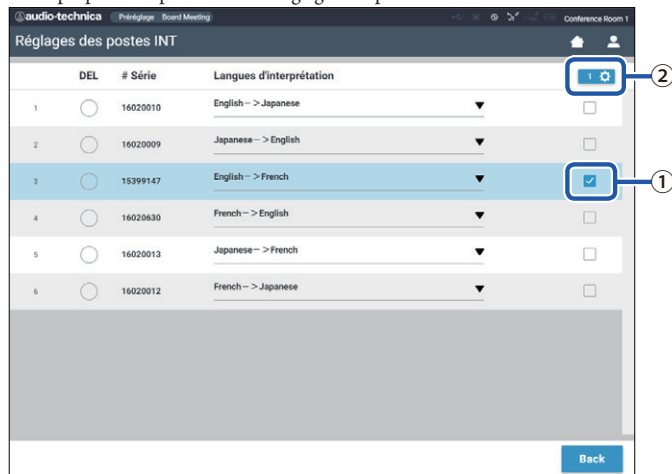 audio-technica Préréglage Board Meeting Conference Room 1
Réglages des postes INT
DEL # Série Langues d'interprétation 1
②
1 16020010 English－＞Japanese
2 16020009 Japanese－＞English
3 15399147 English－＞French
①
4 16020630 French－＞English
5 16020013 Japanese－＞French
6 16020012 French－＞Japanese
Back